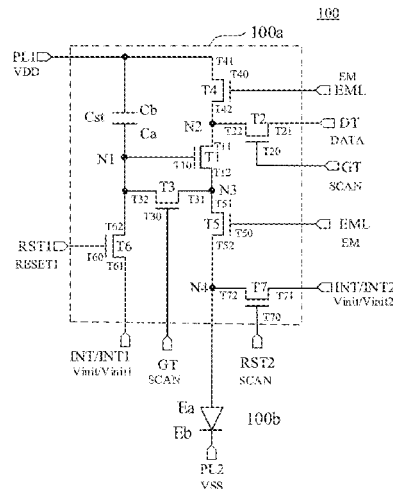 100
100a
PL1
VDD
T41
EM
T40
EML
T4
T42
Cb
Cst
Ca
N2
T2
DT
T22
T21
DATA
T11
T20
GT
N1
T10
T1
SCAN
T12
T3
N3
T32
T31
T51
T30
T5
T50
EML
T52
EM
T62
RST1
T6
RESET1
T60
T61
N4
T7
INT/INT2
T72
T71
Vinit/Vinit2
T70
INT/INT1
GT
RST2
Vinit/Vinit1
SCAN
SCAN
Ea
100b
Eb
PL2
VSS